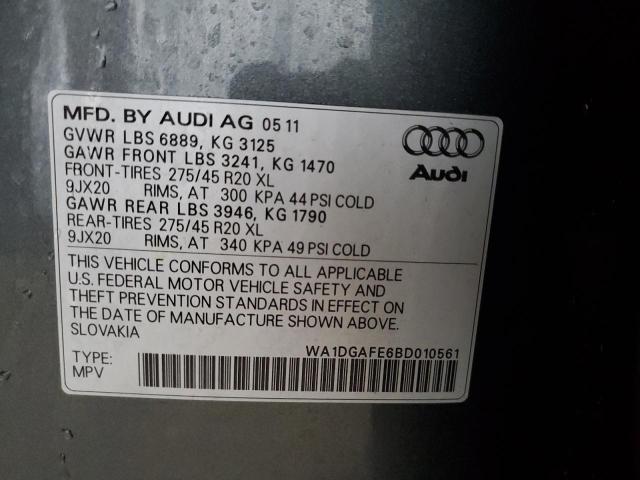 MFD. BY AUDI AG 05 11
GVWR LBS 6889, KG 3125
GAWR FRONT LBS 3241, KG 1470
FRONT-TIRES 275/45 R20 XL
9JX20 RIMS, AT 300 KPA 44 PSI COLD
GAWR REAR LBS 3946, KG 1790
REAR-TIRES 275/45 R20 XL
9JX20 RIMS, AT 340 KPA 49 PSI COLD
Audi
THIS VEHICLE CONFORMS TO ALL APPLICABLE
U.S. FEDERAL MOTOR VEHICLE SAFETY AND
THEFT PREVENTION STANDARDS IN EFFECT ON
THE DATE OF MANUFACTURE SHOWN ABOVE.
SLOVAKIA
WA1DGAFE6BD010561
TYPE:
MPV